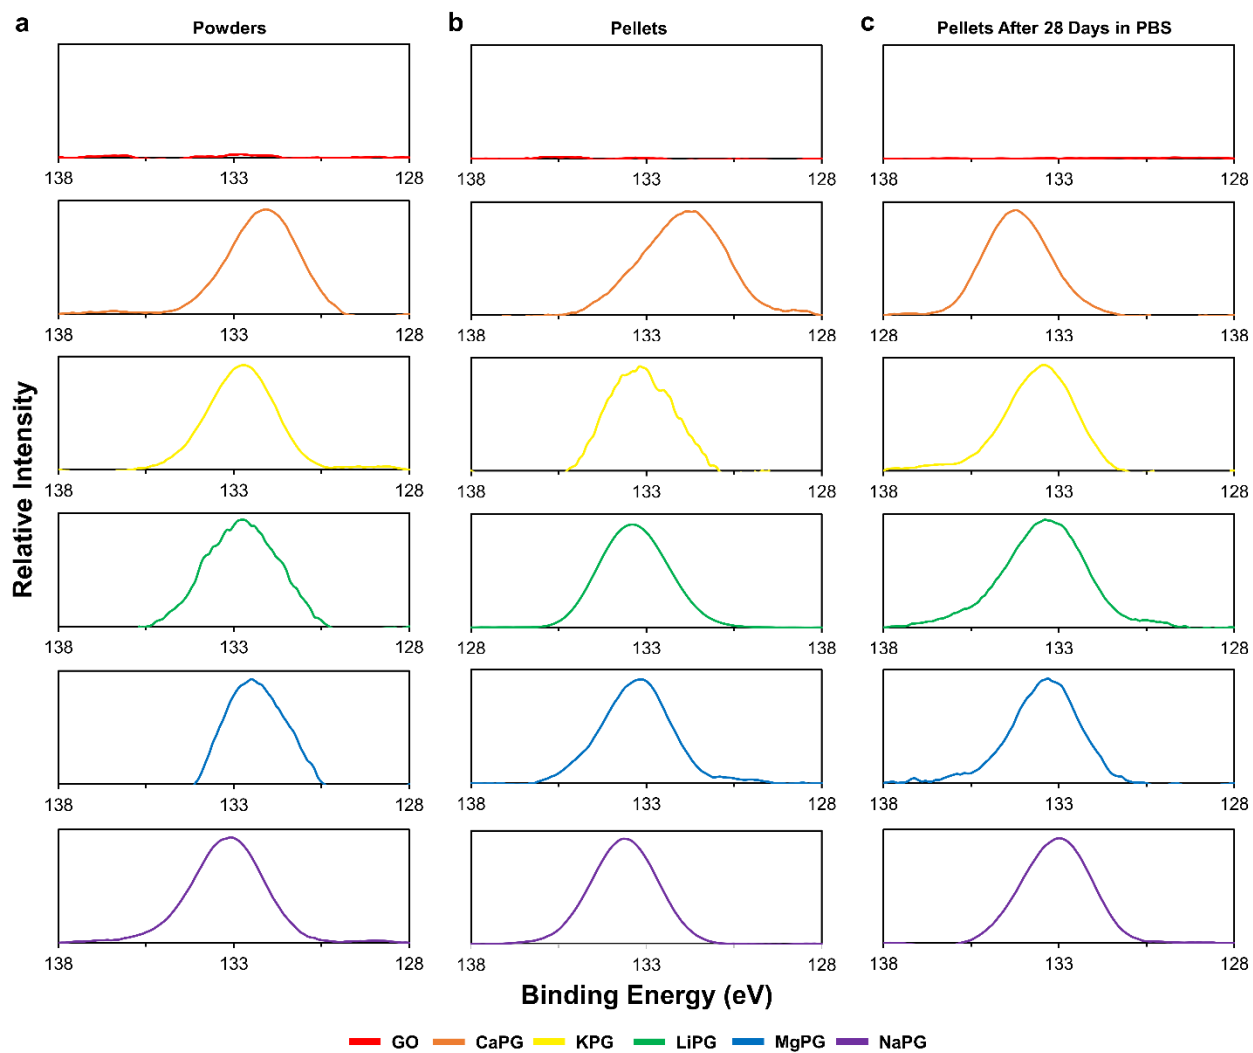 a Powders b Pellets c Pellets After 28 Days in PBS
138 133 128 138 133 128 138 133 128
138 133 128 138 133 128 128 133 138
138 133 128 138 133 128 138 133 128
138 133 128 128 133 138 138 133 128
138 133 128 138 133 128 138 133 128
138 133 128 138 133 128 138 133 128
Relative Intensity
Binding Energy (eV)
GO CaPG KPG LiPG MgPG NaPG